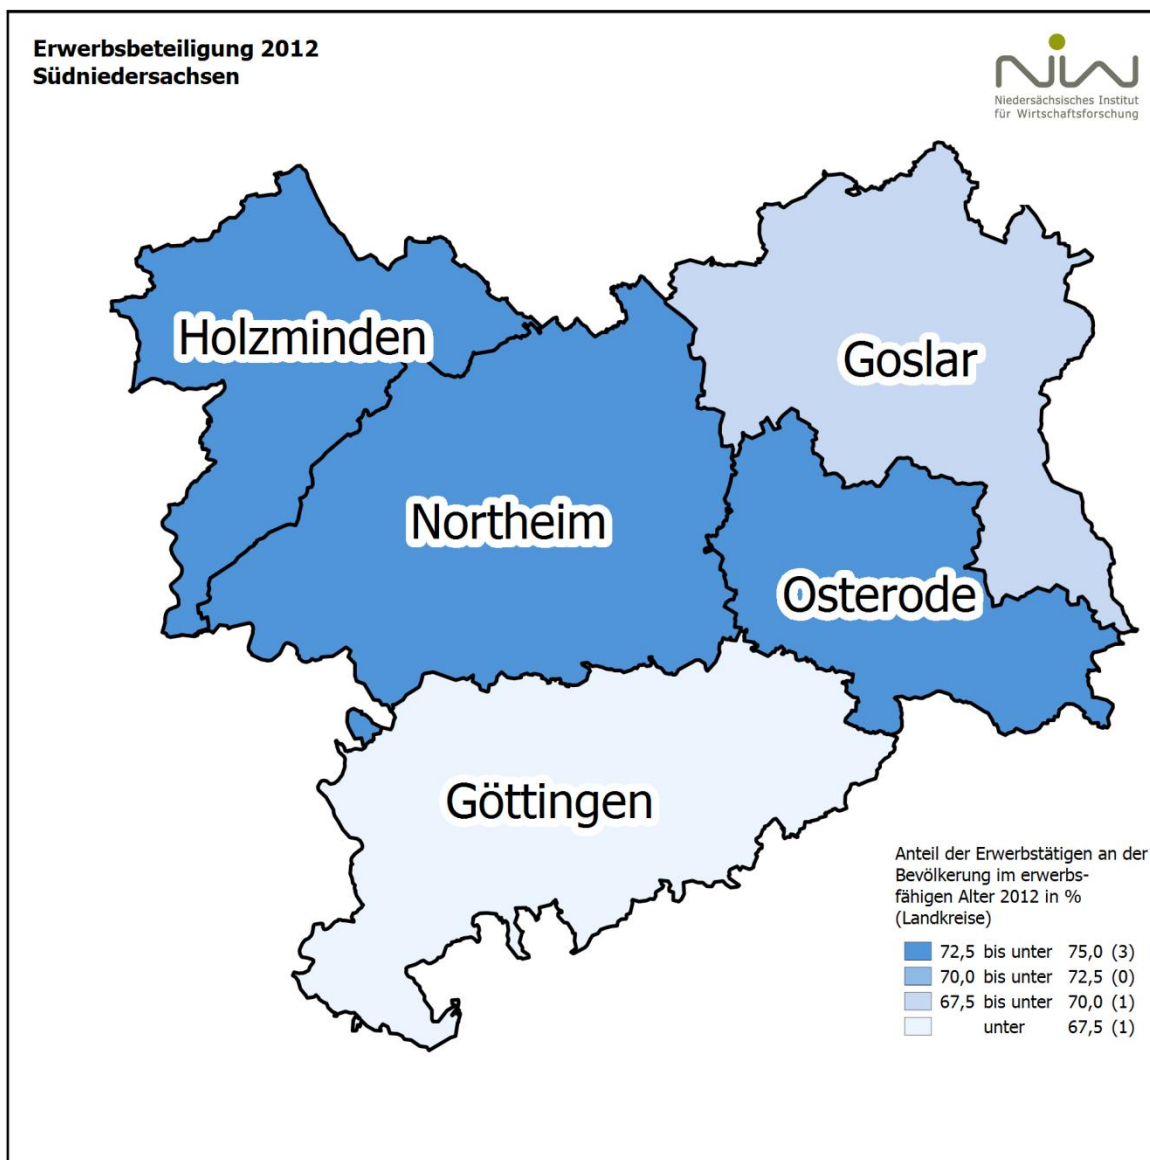 Erwerbsbeteiligung 2012
Südniedersachsen
NIW
Niedersächsisches Institut
für Wirtschaftsforschung
Holzminden
Goslar
Northeim
Osterode
Göttingen
Anteil der Erwerbstätigen an der
Bevölkerung im erwerbs-
fähigen Alter 2012 in %
(Landkreise)
72,5 bis unter 75,0 (3)
70,0 bis unter 72,5 (0)
67,5 bis unter 70,0 (1)
unter 67,5 (1)